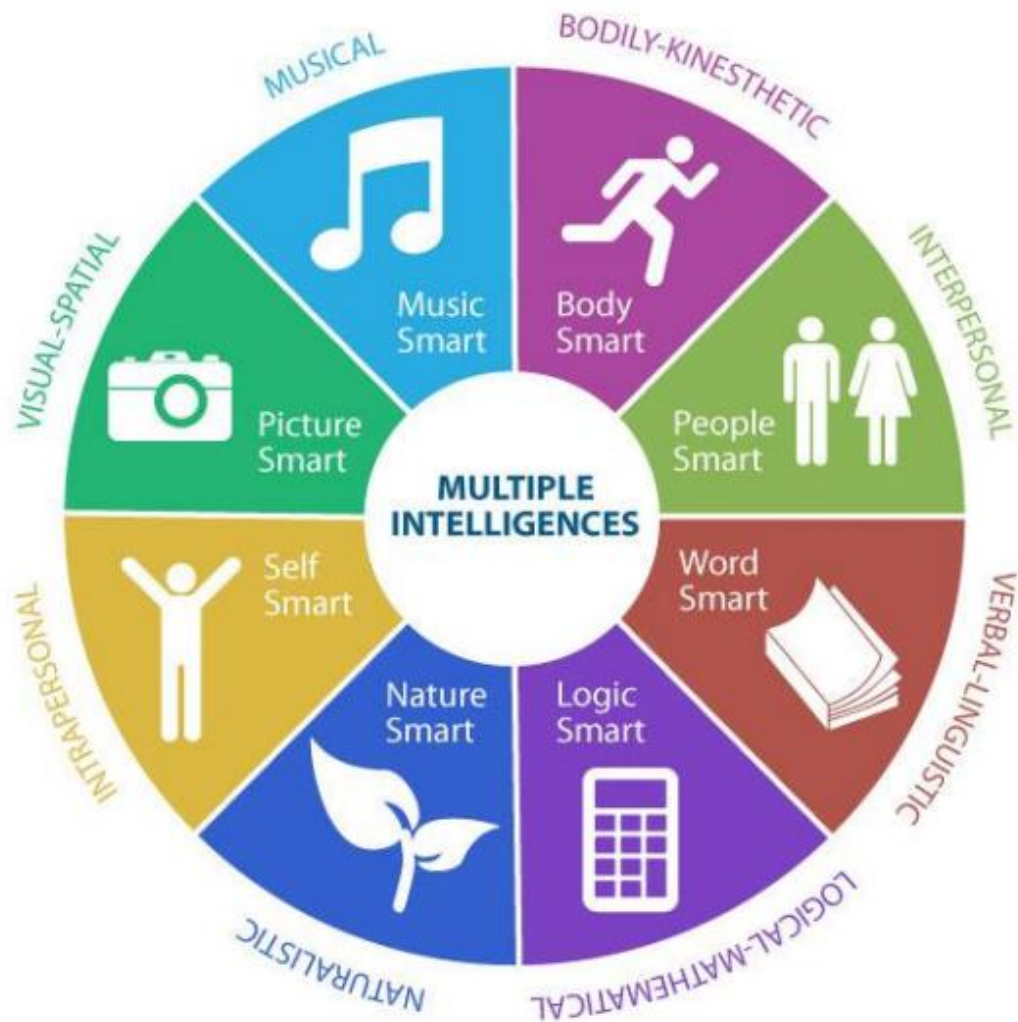 MUSICAL
BODILY-KINESTHETIC
INTERPERSONAL
VERBAL-LINGUISTIC
LOGICAL-MATHEMATICAL
NATURALISTIC
INTRAPERSONAL
VISUAL-SPATIAL
Music
Smart
Body
Smart
People
Smart
Word
Smart
Logic
Smart
Nature
Smart
Self
Smart
Picture
Smart
MULTIPLE
INTELLIGENCES